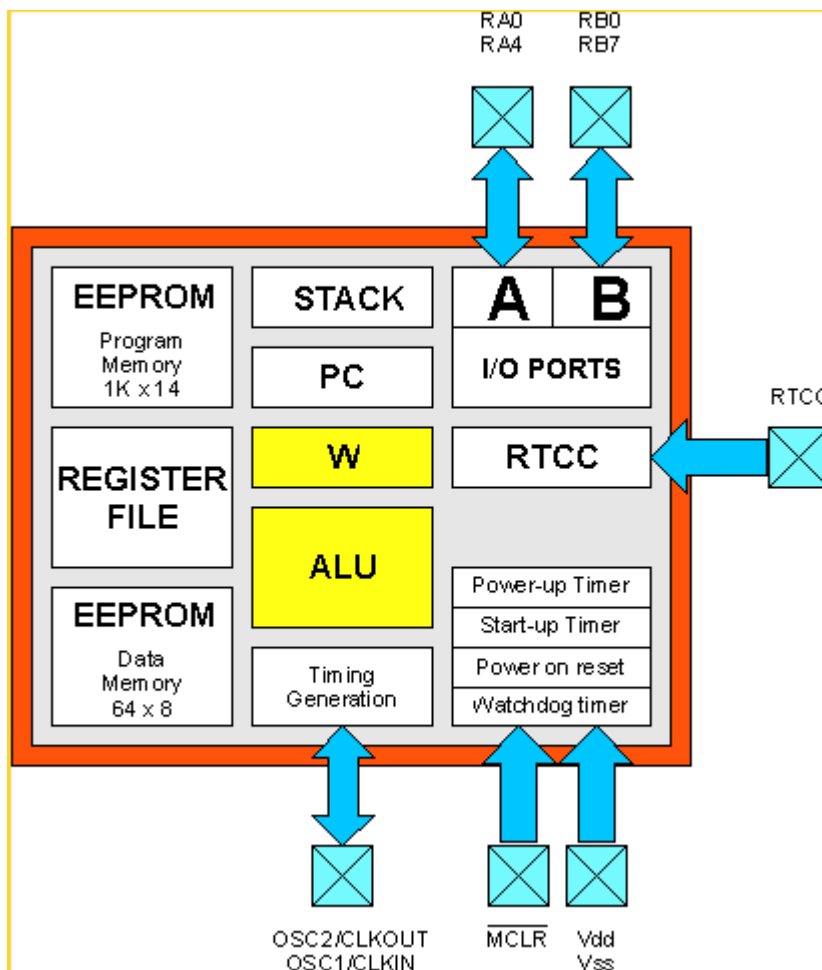 RA0
RA4
RB0
RB7
EEPROM
Program
Memory
1K x 14
STACK
A
B
I/O PORTS
PC
RTCC
REGISTER
FILE
W
RTCC
ALU
EEPROM
Data
Memory
64 x 8
Timing
Generation
Power-up Timer
Start-up Timer
Power on reset
Watchdog timer
OSC2/CLKOUT
OSC1/CLKIN
MCLR
Vdd
Vss